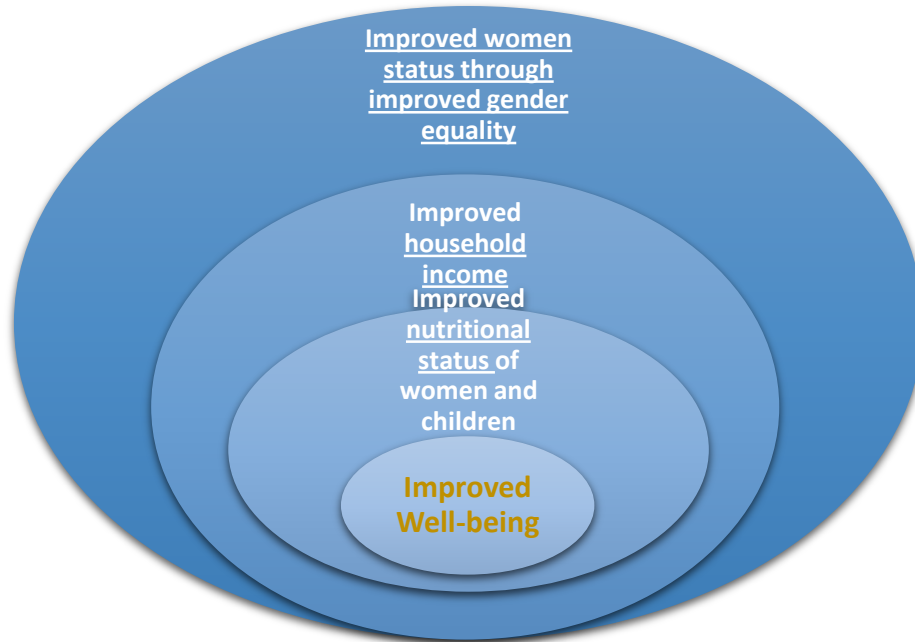 Improved women
status through
improved gender
equality
Improved
household
income
Improved
nutritional
status of
women and
children
Improved
Well-being